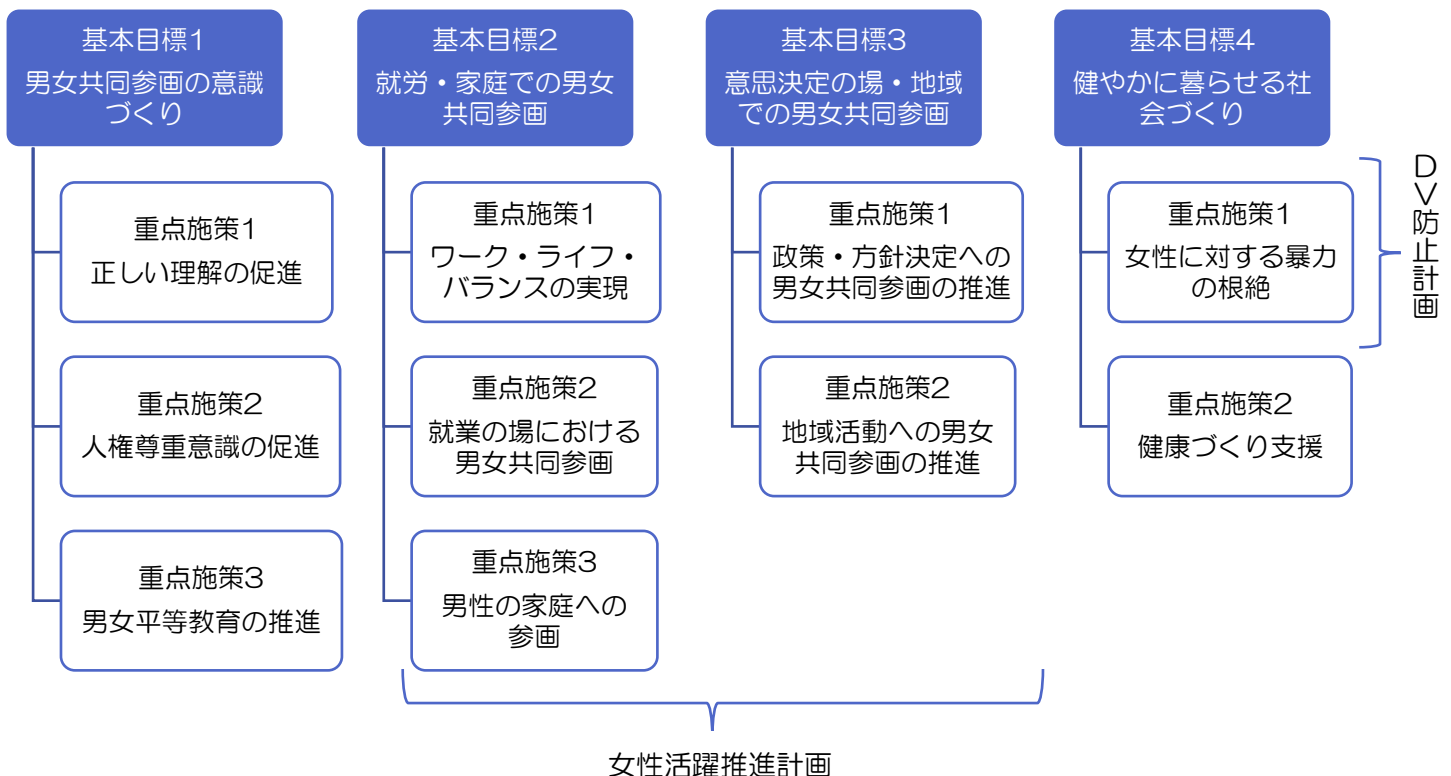 基本目標1
男女共同参画の意識
づくり
重点施策1
正しい理解の促進
重点施策2
人権尊重意識の促進
重点施策3
男女平等教育の推進
基本目標2
就労・家庭での男女
共同参画
重点施策1
ワーク・ライフ・
バランスの実現
重点施策2
就業の場における
男女共同参画
重点施策3
男性の家庭への
参画
基本目標3
意思決定の場・地域
での男女共同参画
重点施策1
政策・方針決定への
男女共同参画の推進
重点施策2
地域活動への男女
共同参画の推進
基本目標4
健やかに暮らせる社
会づくり
重点施策1
女性に対する暴力
の根絶
重点施策2
健康づくり支援
DV防止計画
女性活躍推進計画